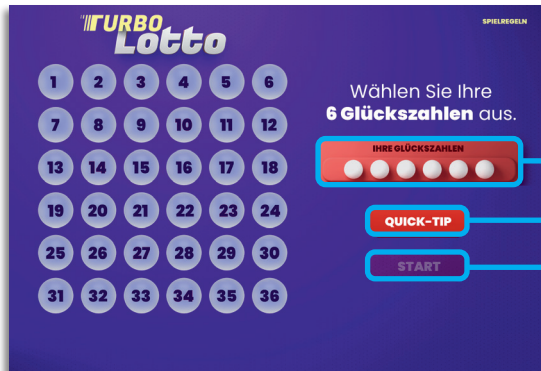 TURBO
Lotto
SPIELREGELN
1 2 3 4 5 6
7 8 9 10 11 12
13 14 15 16 17 18
19 20 21 22 23 24
25 26 27 28 29 30
31 32 33 34 35 36
Wählen Sie Ihre
6 Glückszahlen aus.
IHRE GLÜCKSZAHLEN
QUICK-TIP
START